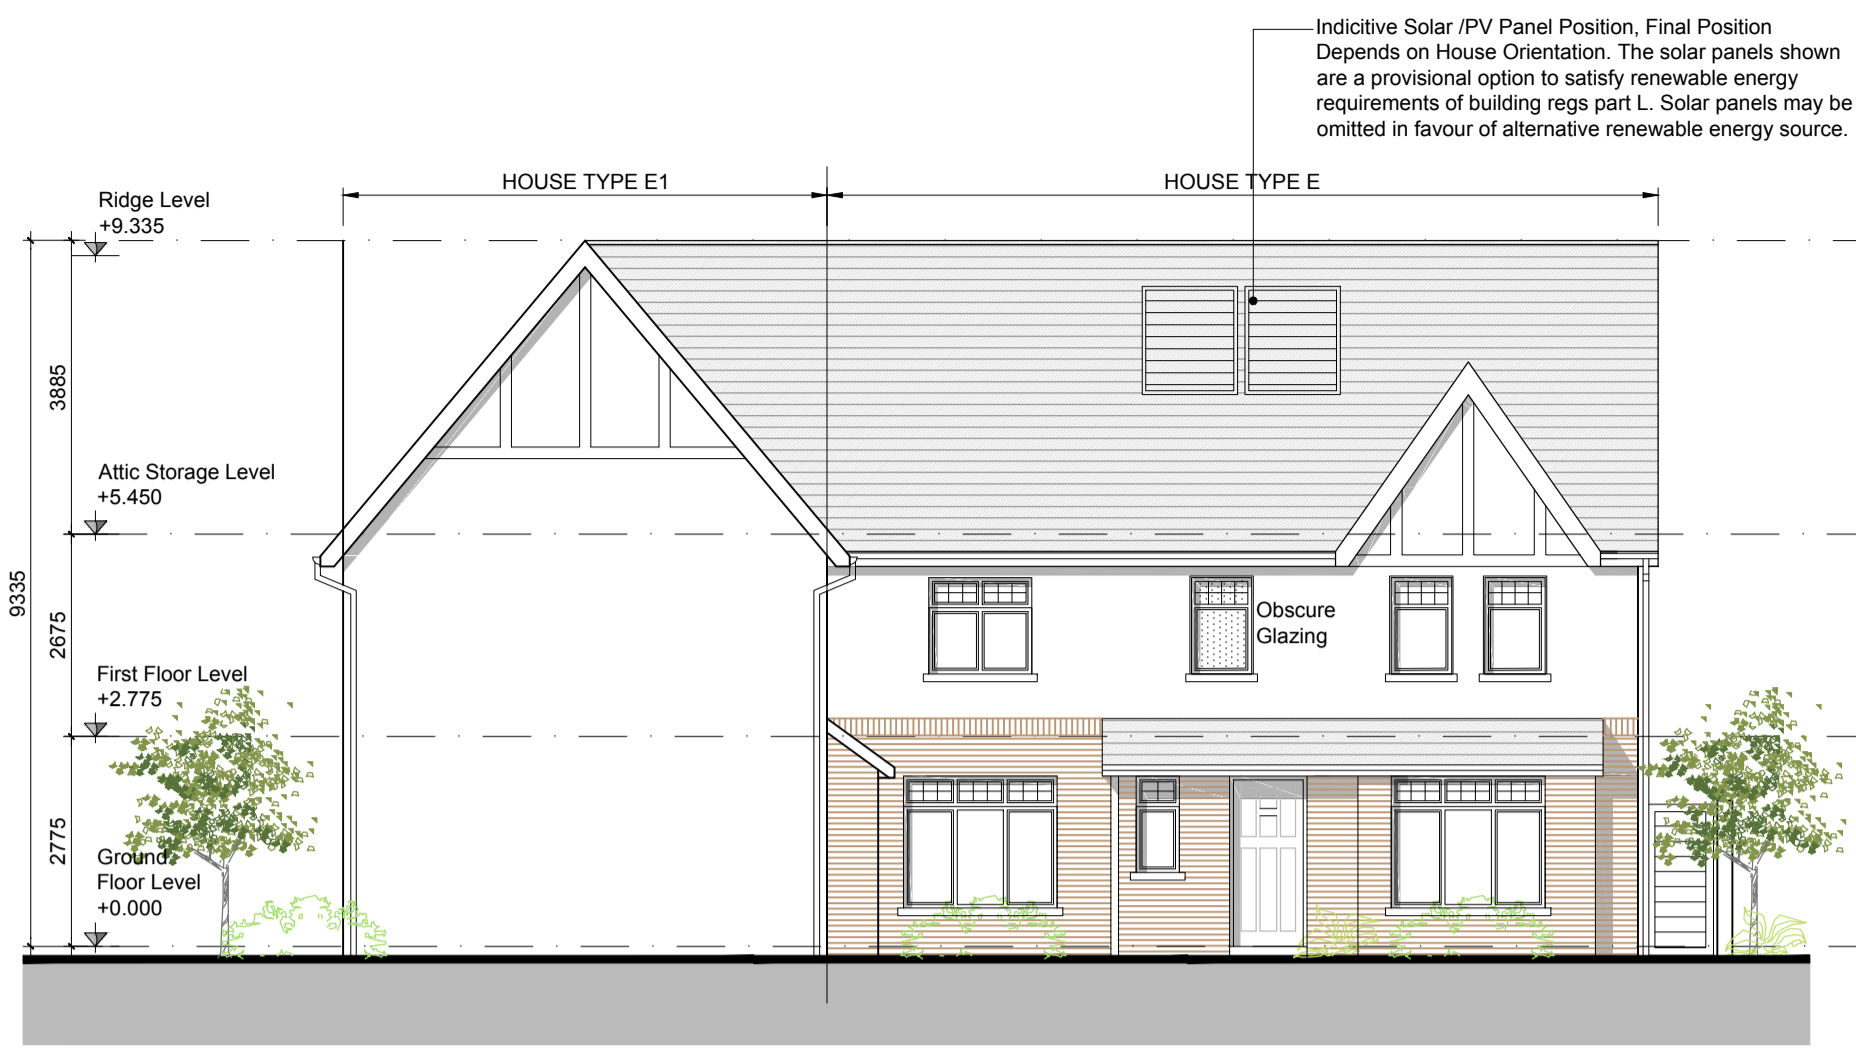 Indicitive Solar /PV Panel Position, Final Position
Depends on House Orientation. The solar panels shown
are a provisional option to satisfy renewable energy
requirements of building regs part L. Solar panels may be
omitted in favour of alternative renewable energy source.
HOUSE TYPE E1
HOUSE TYPE E
Ridge Level
+9.335
3885
Attic Storage Level
+5.450
9335
2675
Obscure
Glazing
First Floor Level
+2.775
2775
Ground
Floor Level
+0.000